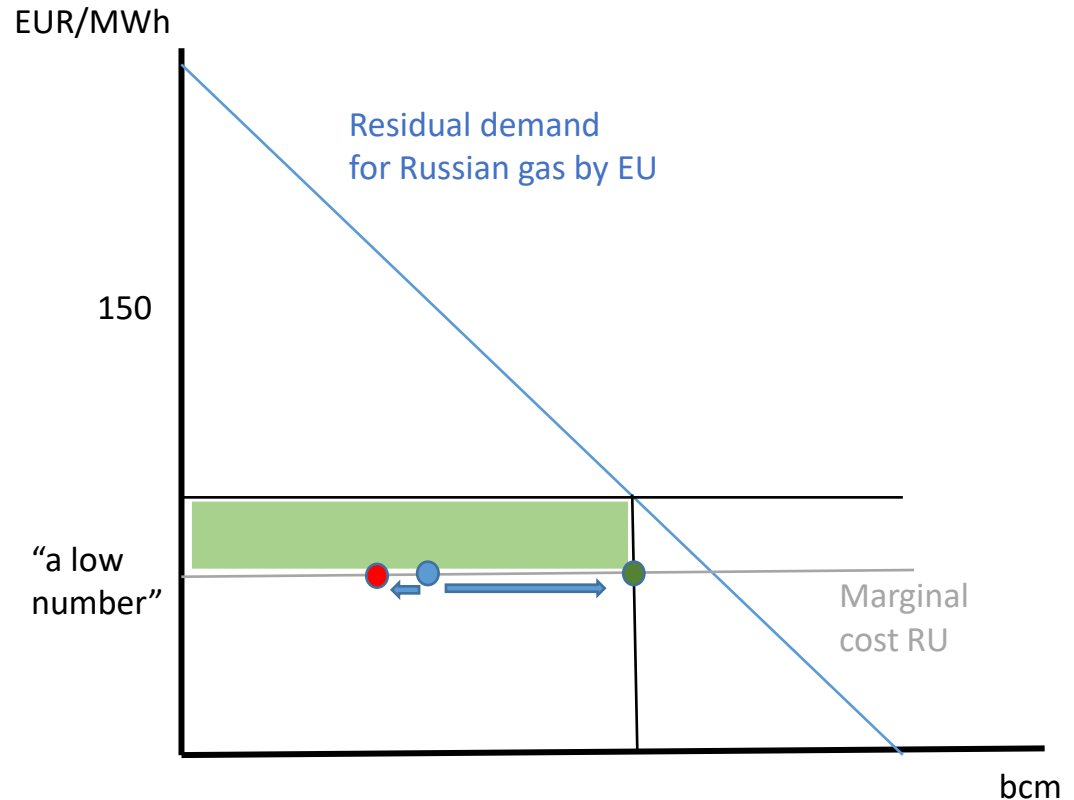 EUR/MWh
Residual demand
for Russian gas by EU
150
“a low
number”
Marginal
cost RU
bcm